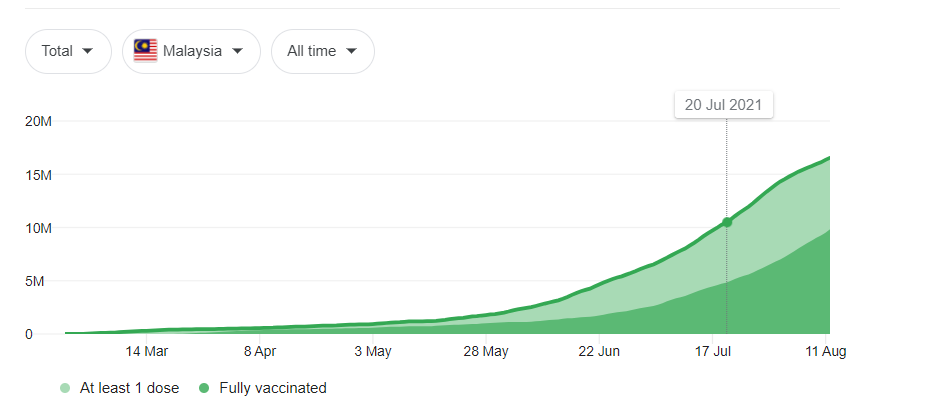 Total Malaysia All time
20 Jul 2021
20M
15M
10M
5M
0
14 Mar 8 Apr 3 May 28 May 22 Jun 17 Jul 11 Aug
At least 1 dose Fully vaccinated